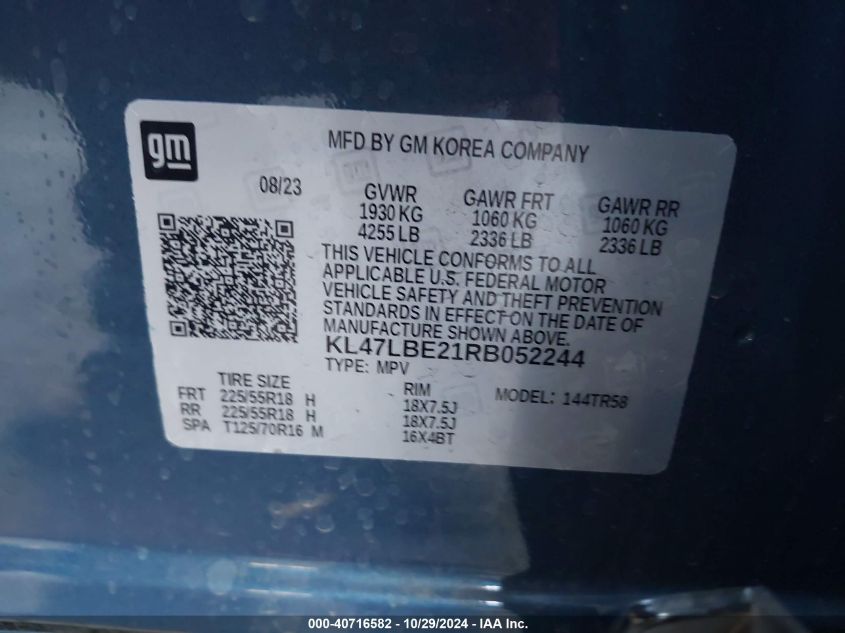 gm
MFD BY GM KOREA COMPANY
08/23
GVWR GAWR FRT GAWR RR
1930 KG 1060 KG 1060 KG
4255 LB 2336 LB 2336 LB
THIS VEHICLE CONFORMS TO ALL
APPLICABLE U.S. FEDERAL MOTOR
VEHICLE SAFETY AND THEFT PREVENTION
STANDARDS IN EFFECT ON THE DATE OF
MANUFACTURE SHOWN ABOVE.
KL47LBE21RB052244
TYPE: MPV
TIRE SIZE RIM MODEL: 144TR58
FRT 225/55R18 H 18X7.5J
RR 225/55R18 H 18X7.5J
SPA T125/70R16 M 16X4BT
000-40716582 - 10/29/2024 - IAA Inc.